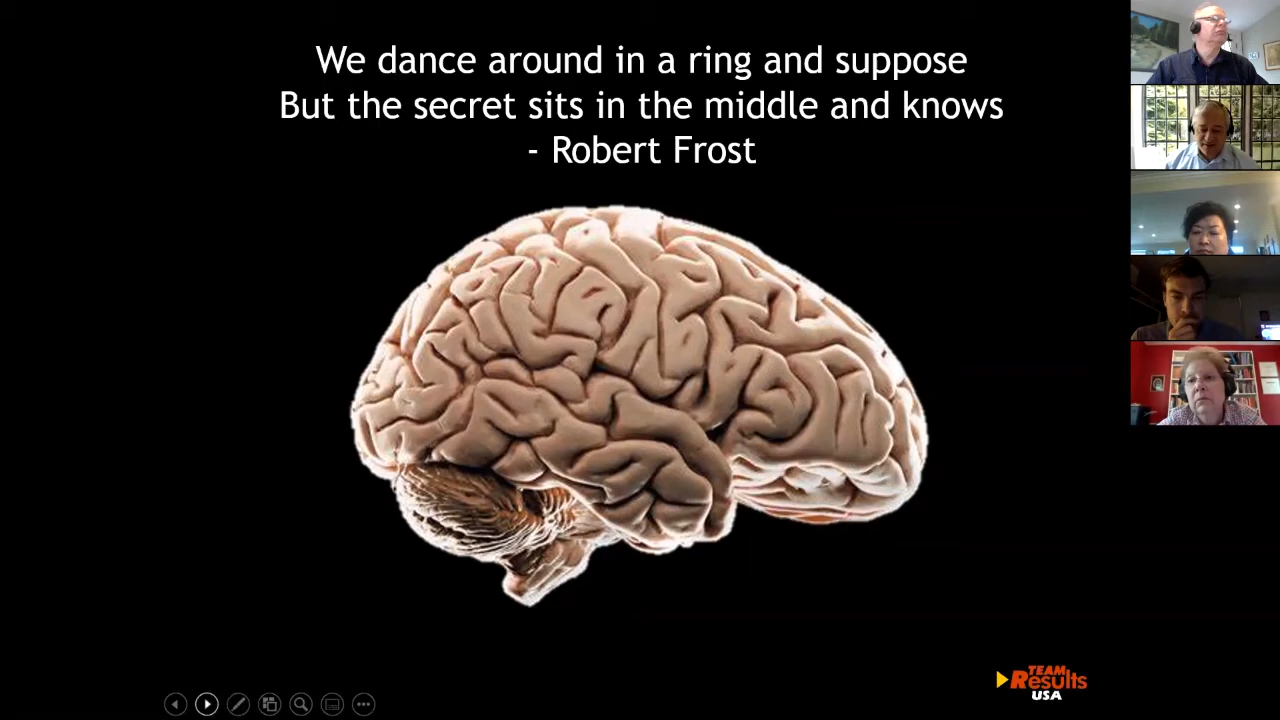 We dance around in a ring and suppose
But the secret sits in the middle and knows
- Robert Frost
TEAM
Results
USA